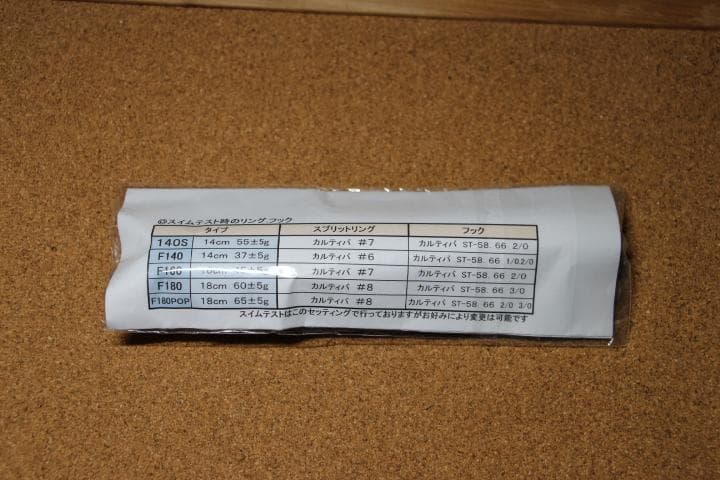 ◎スイムテスト時のリング,フック
タイプ スプリットリング フック
140S 14cm 55±5g カルティバ #7 カルティバ ST-58. 66 2/0
F140 14cm 37±5g カルティバ #6 カルティバ ST-58. 66 1/0.2/0
F160 16cm 45±5g カルティバ #7 カルティバ ST-58. 66 2/0
F180 18cm 60±5g カルティバ #8 カルティバ ST-58. 66 3/0
F180POP 18cm 65±5g カルティバ #8 カルティバ ST-58. 66 2/0 3/0
スイムテストはこのセッティングで行っておりますがお好みにより変更は可能です